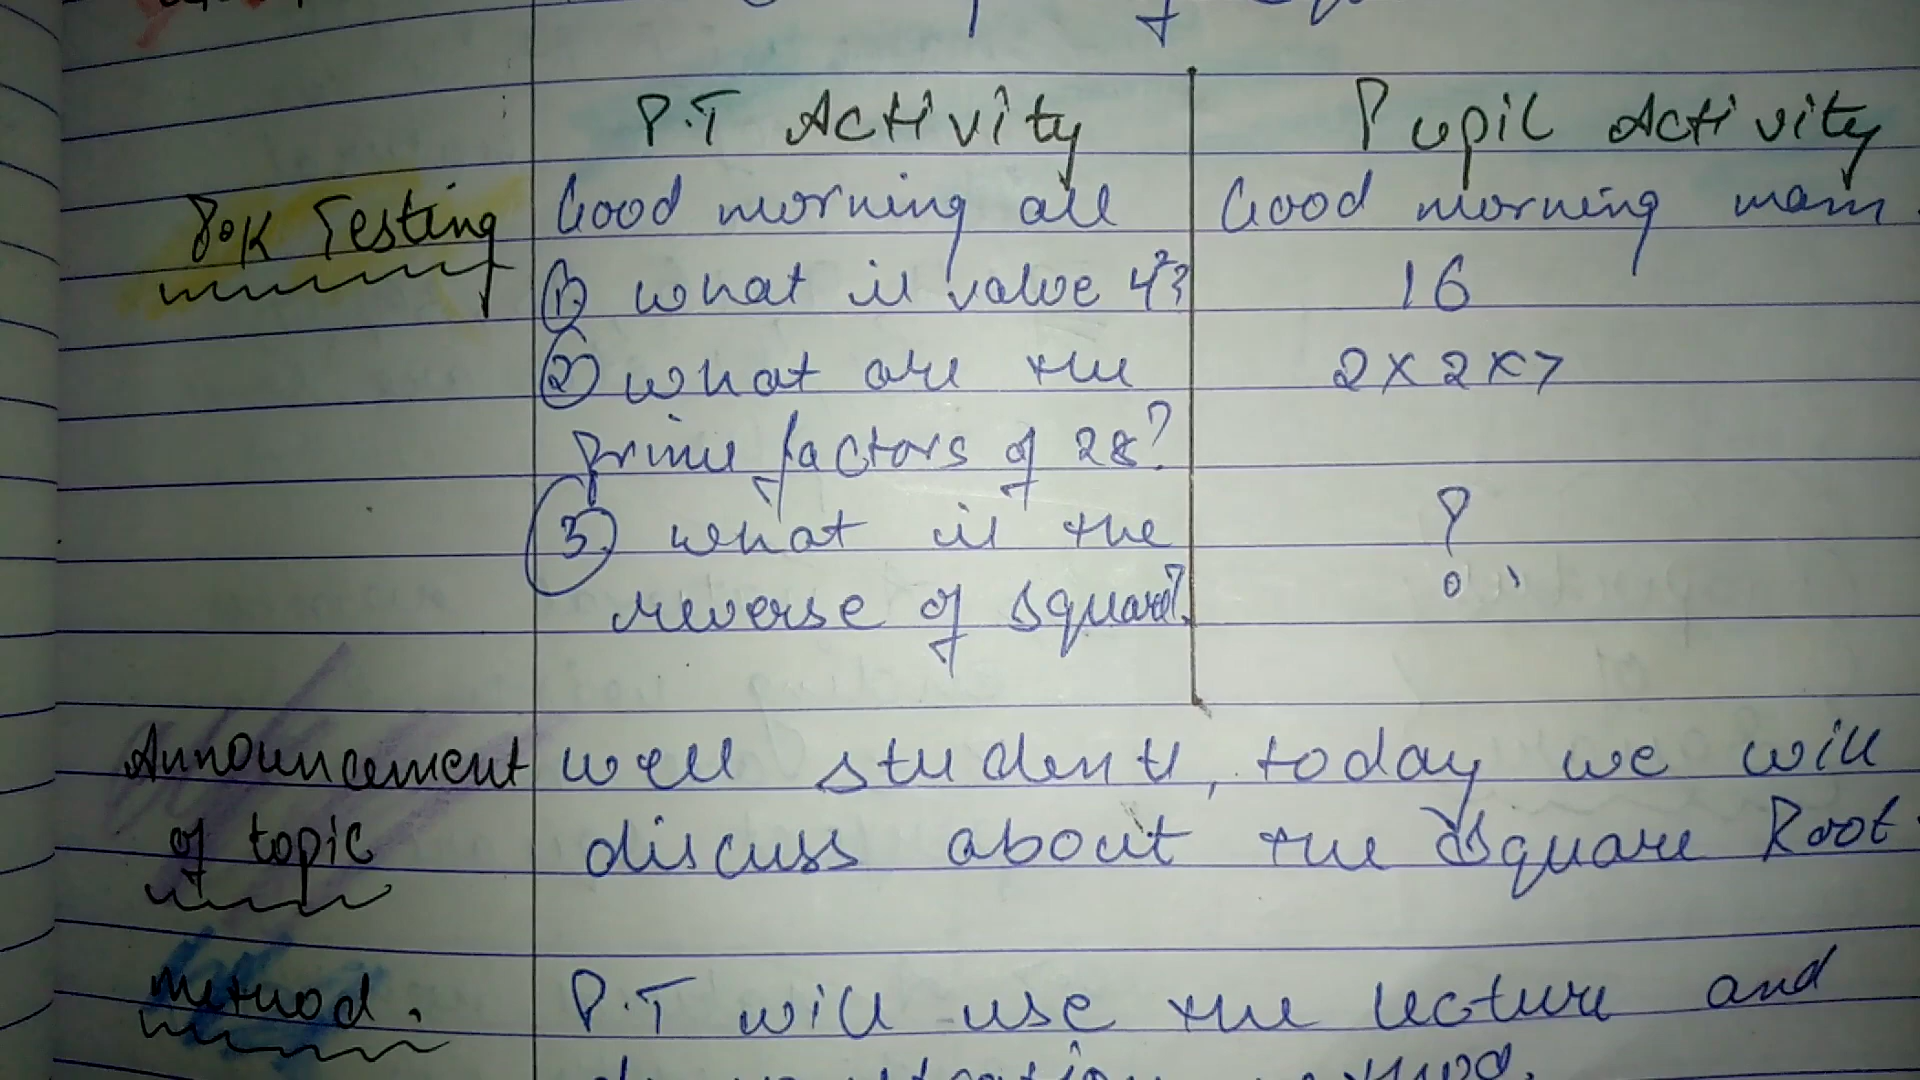 P.T Activity Pupil Activity
P.K Testing Good morning all Good morning mam.
1. what is value 4²? 16
2) what are the 2×2×7
prime factors of 28?
3. what is the ?
reverse of square?
Announcement well students, today we will
of topic discuss about the Square Root.
Method. P.T will use the lecture and